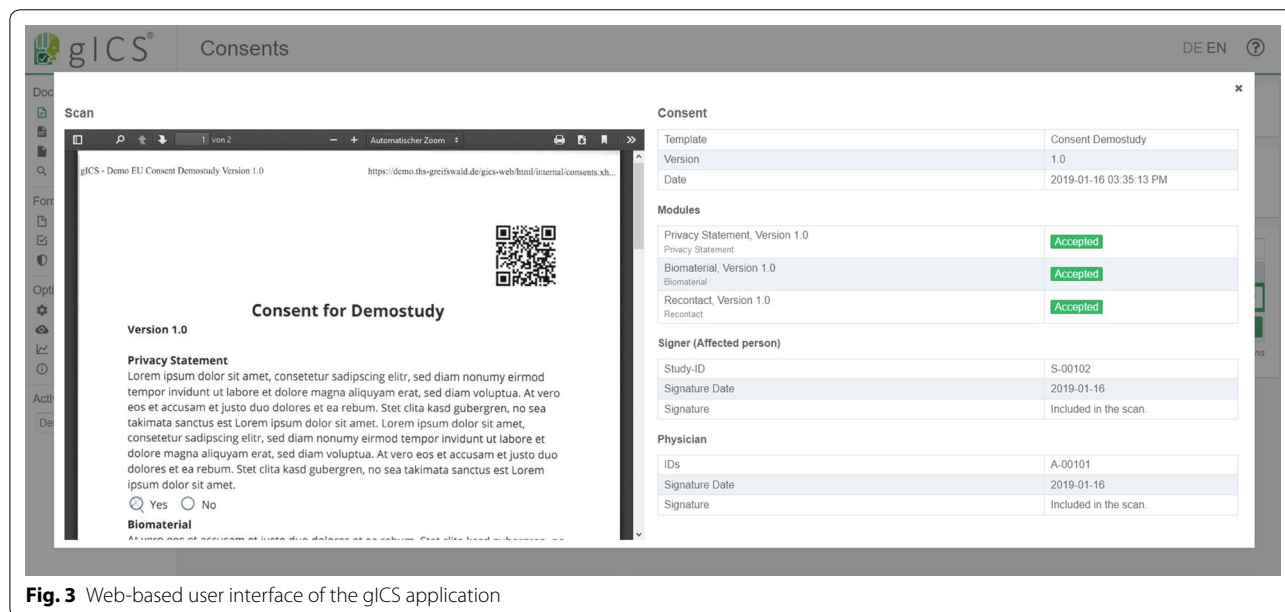 gICS®
Consents
DE EN
Scan
1 von 2
Automatischer Zoom
gICS - Demo EU Consent Demostudy Version 1.0
https://demo.ths-greifswald.de/gics-web/html/internal/consents.xh...
Consent for Demostudy
Version 1.0
Privacy Statement
Lorem ipsum dolor sit amet, consetetur sadipscing elitr, sed diam nonumy eirmod
tempor invidunt ut labore et dolore magna aliquyam erat, sed diam voluptua. At vero
eos et accusam et justo duo dolores et ea rebum. Stet clita kasd gubergren, no sea
takimata sanctus est Lorem ipsum dolor sit amet. Lorem ipsum dolor sit amet,
consetetur sadipscing elitr, sed diam nonumy eirmod tempor invidunt ut labore et
dolore magna aliquyam erat, sed diam voluptua. At vero eos et accusam et justo duo
dolores et ea rebum. Stet clita kasd gubergren, no sea takimata sanctus est Lorem
ipsum dolor sit amet.
Yes No
Biomaterial
Consent
Template Consent Demostudy
Version 1.0
Date 2019-01-16 03:35:13 PM
Modules
Privacy Statement, Version 1.0 Accepted
Privacy Statement
Biomaterial, Version 1.0 Accepted
Biomaterial
Recontact, Version 1.0 Accepted
Recontact
Signer (Affected person)
Study-ID S-00102
Signature Date 2019-01-16
Signature Included in the scan.
Physician
IDs A-00101
Signature Date 2019-01-16
Signature Included in the scan.
Fig. 3 Web-based user interface of the gICS application